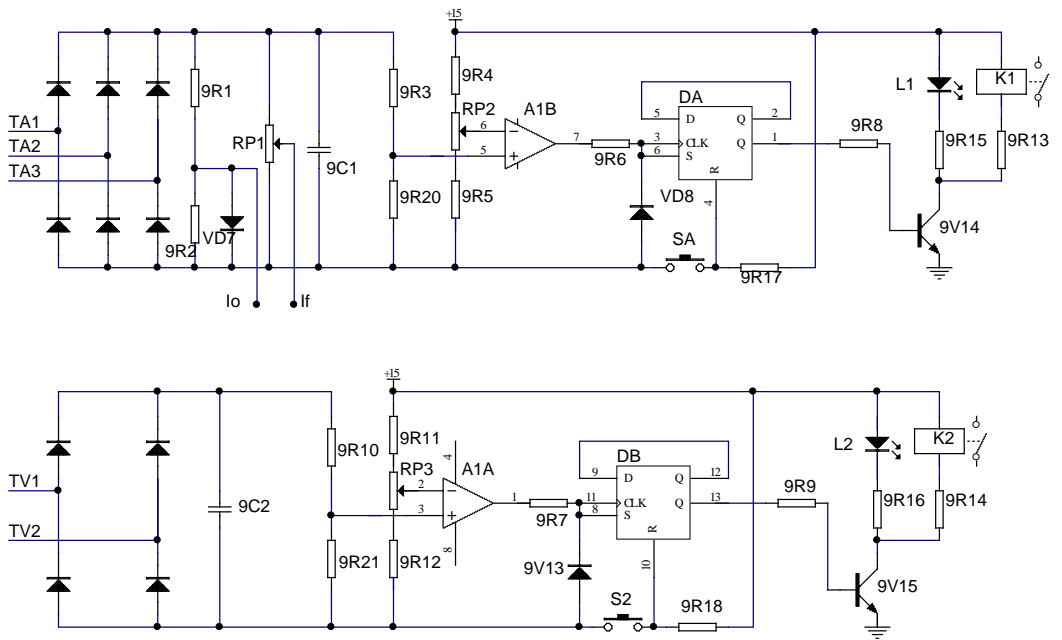 +15
9R1
RP1
9C1
9R3
9R4
RP2
A1B
DA
L1
K1
TA1
TA2
TA3
6
5
7
9R6
5
D
Q
2
3
CLK
6
S
Q
1
R
4
9R8
9R15
9R13
9R20
9R5
VD8
SA
9R17
9V14
9R2
VD7
Io
If
+15
9R10
9R11
RP3
A1A
4
2
3
8
1
9R7
DB
9
D
Q
12
11
CLK
8
S
Q
13
R
10
9R9
L2
K2
9R16
9R14
TV1
TV2
9C2
9R21
9R12
9V13
S2
9R18
9V15